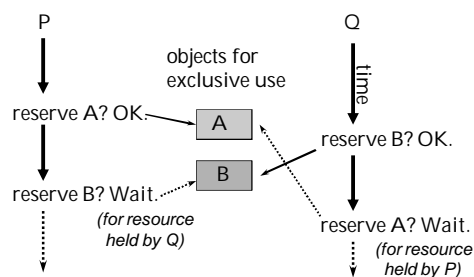 P
Q
objects for
exclusive use
time
reserve A? OK.
A
reserve B? OK.
B
reserve B? Wait.
(for resource
held by Q)
reserve A? Wait.
(for resource
held by P)